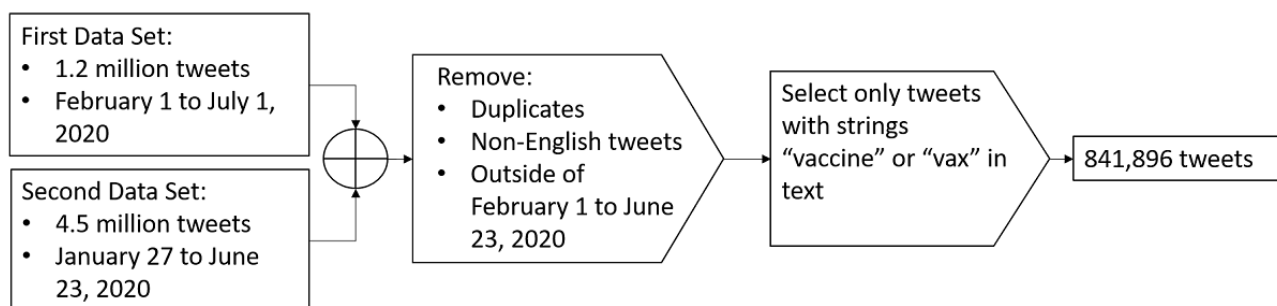 First Data Set:
• 1.2 million tweets
• February 1 to July 1,
2020
Second Data Set:
• 4.5 million tweets
• January 27 to June
23, 2020
Remove:
• Duplicates
• Non-English tweets
• Outside of
February 1 to June
23, 2020
Select only tweets
with strings
“vaccine” or “vax” in
text
841,896 tweets